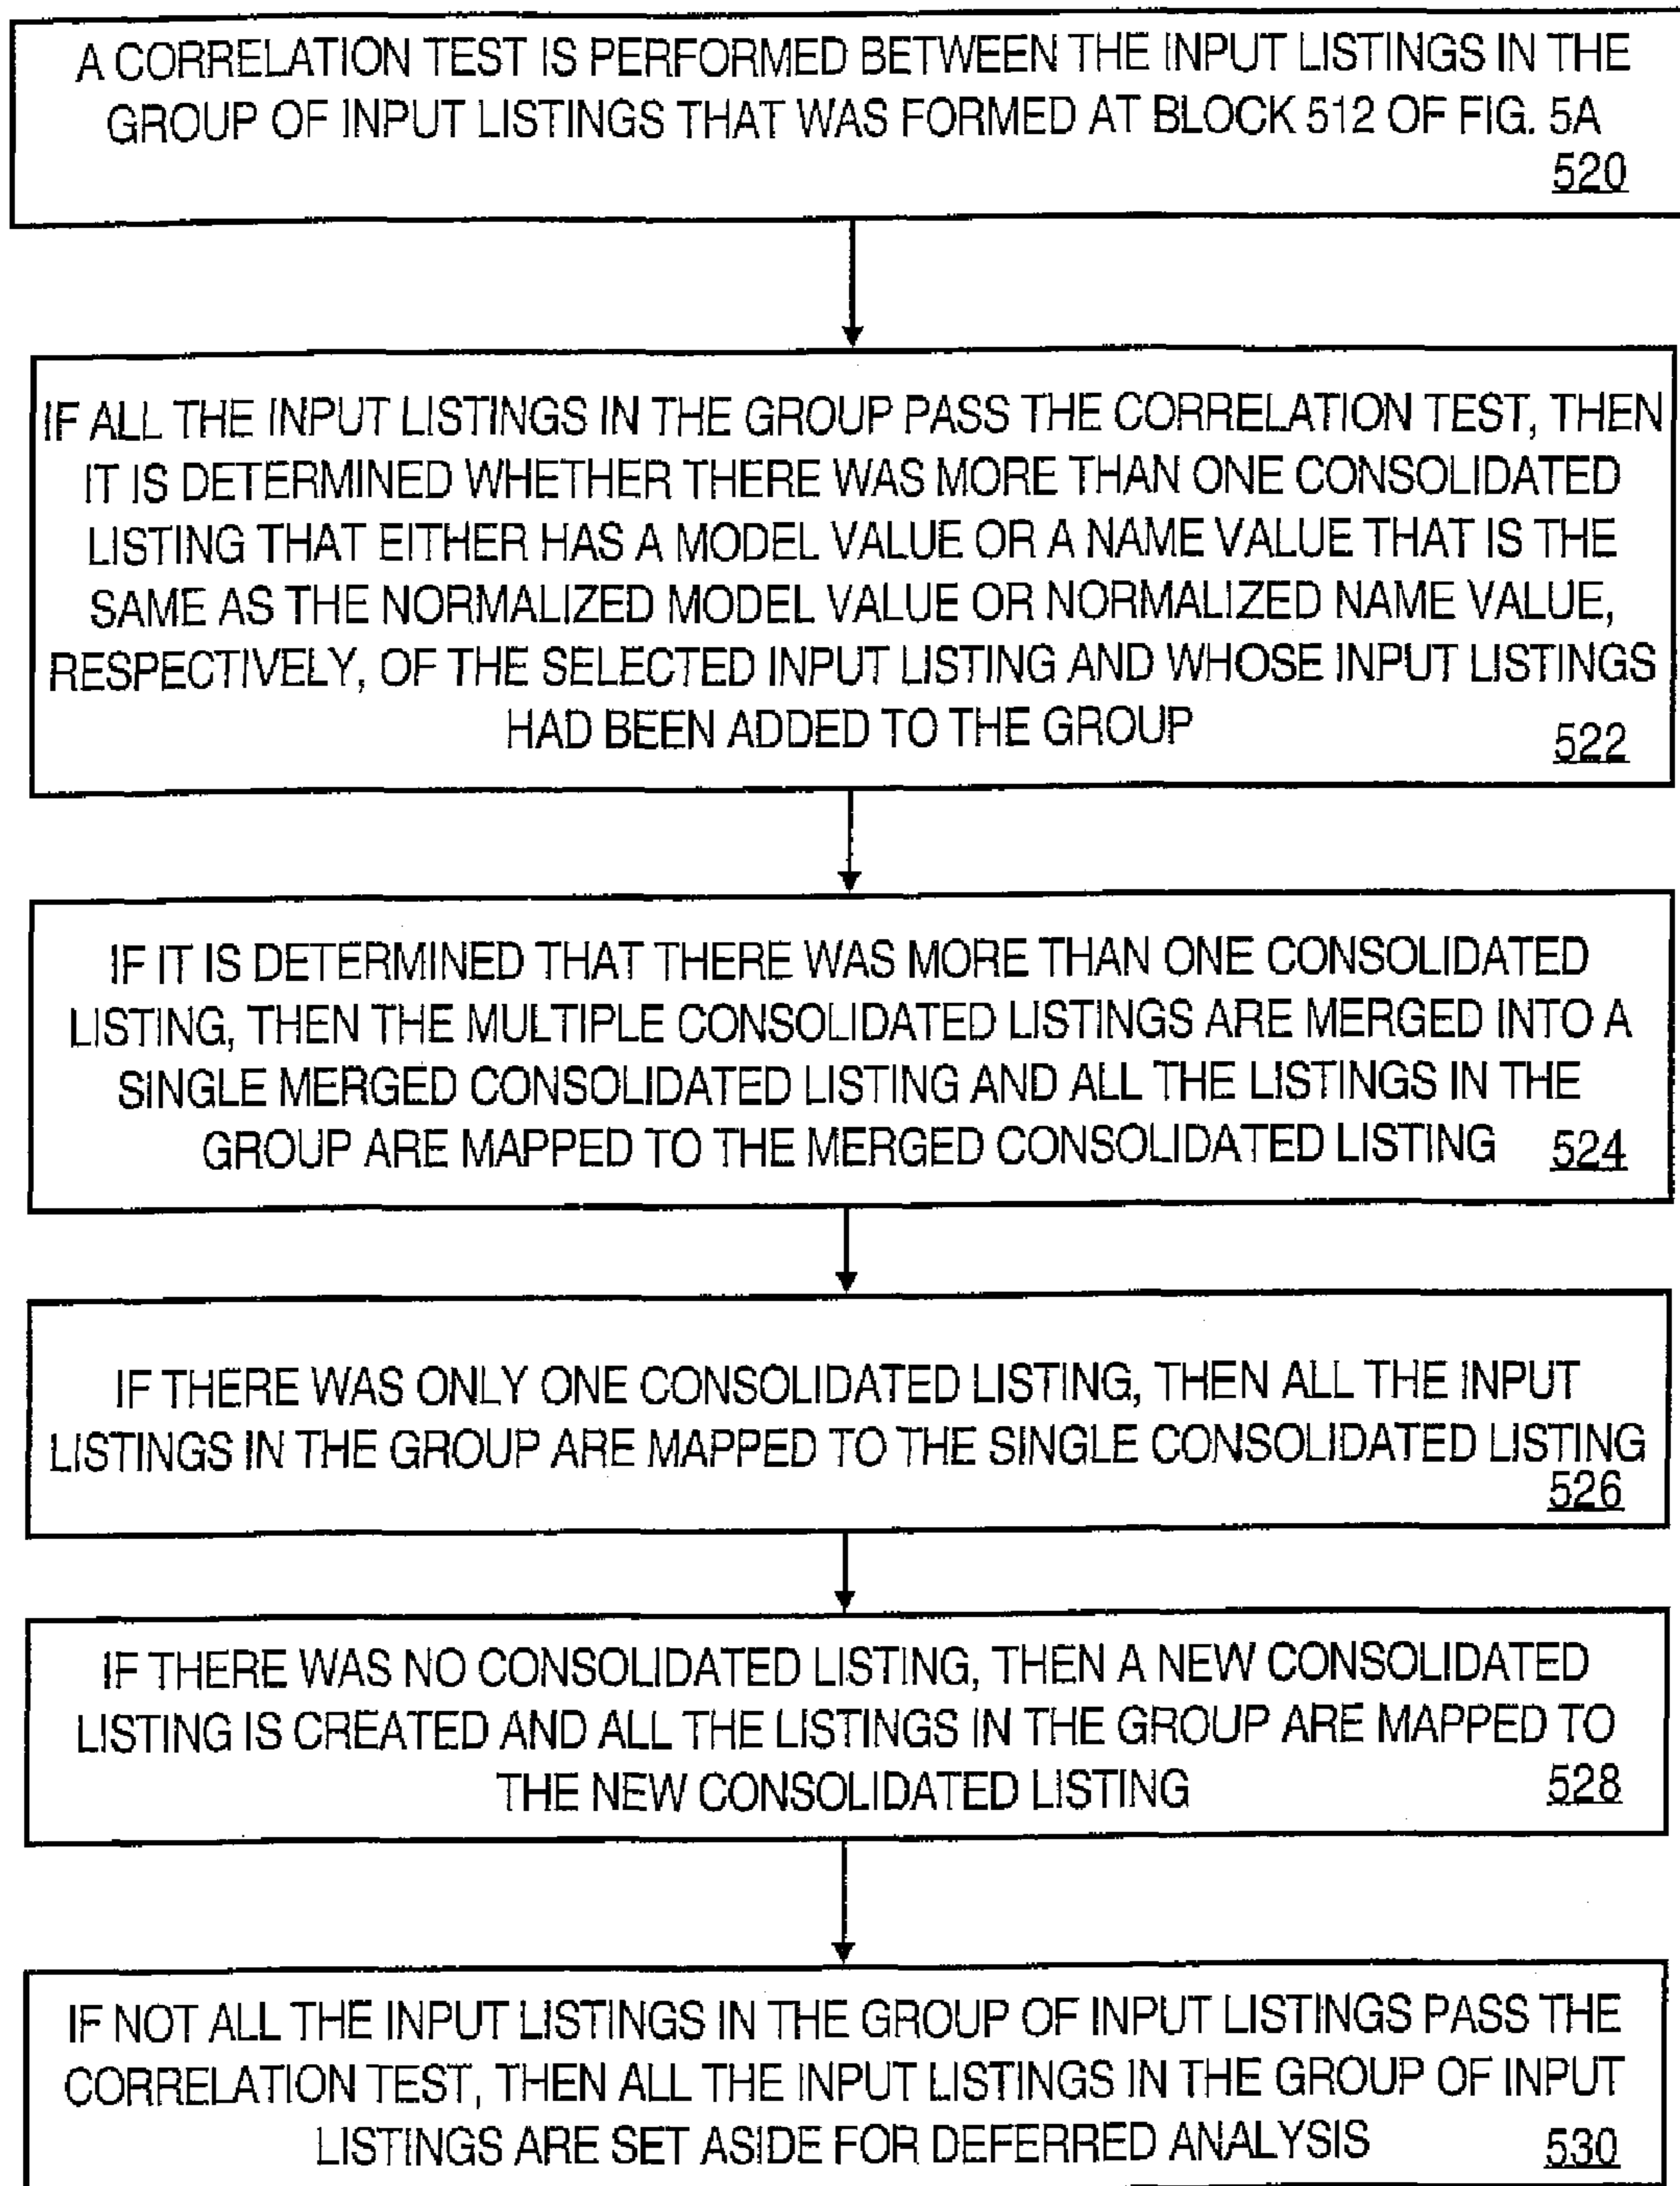 A CORRELATION TEST IS PERFORMED BETWEEN THE INPUT LISTINGS IN THE
GROUP OF INPUT LISTINGS THAT WAS FORMED AT BLOCK 512 OF FIG. 5A
520
IF ALL THE INPUT LISTINGS IN THE GROUP PASS THE CORRELATION TEST, THEN
IT IS DETERMINED WHETHER THERE WAS MORE THAN ONE CONSOLIDATED
LISTING THAT EITHER HAS A MODEL VALUE OR A NAME VALUE THAT IS THE
SAME AS THE NORMALIZED MODEL VALUE OR NORMALIZED NAME VALUE,
RESPECTIVELY, OF THE SELECTED INPUT LISTING AND WHOSE INPUT LISTINGS
HAD BEEN ADDED TO THE GROUP 522
IF IT IS DETERMINED THAT THERE WAS MORE THAN ONE CONSOLIDATED
LISTING, THEN THE MULTIPLE CONSOLIDATED LISTINGS ARE MERGED INTO A
SINGLE MERGED CONSOLIDATED LISTING AND ALL THE LISTINGS IN THE
GROUP ARE MAPPED TO THE MERGED CONSOLIDATED LISTING 524
IF THERE WAS ONLY ONE CONSOLIDATED LISTING, THEN ALL THE INPUT
LISTINGS IN THE GROUP ARE MAPPED TO THE SINGLE CONSOLIDATED LISTING
526
IF THERE WAS NO CONSOLIDATED LISTING, THEN A NEW CONSOLIDATED
LISTING IS CREATED AND ALL THE LISTINGS IN THE GROUP ARE MAPPED TO
THE NEW CONSOLIDATED LISTING 528
IF NOT ALL THE INPUT LISTINGS IN THE GROUP OF INPUT LISTINGS PASS THE
CORRELATION TEST, THEN ALL THE INPUT LISTINGS IN THE GROUP OF INPUT
LISTINGS ARE SET ASIDE FOR DEFERRED ANALYSIS 530